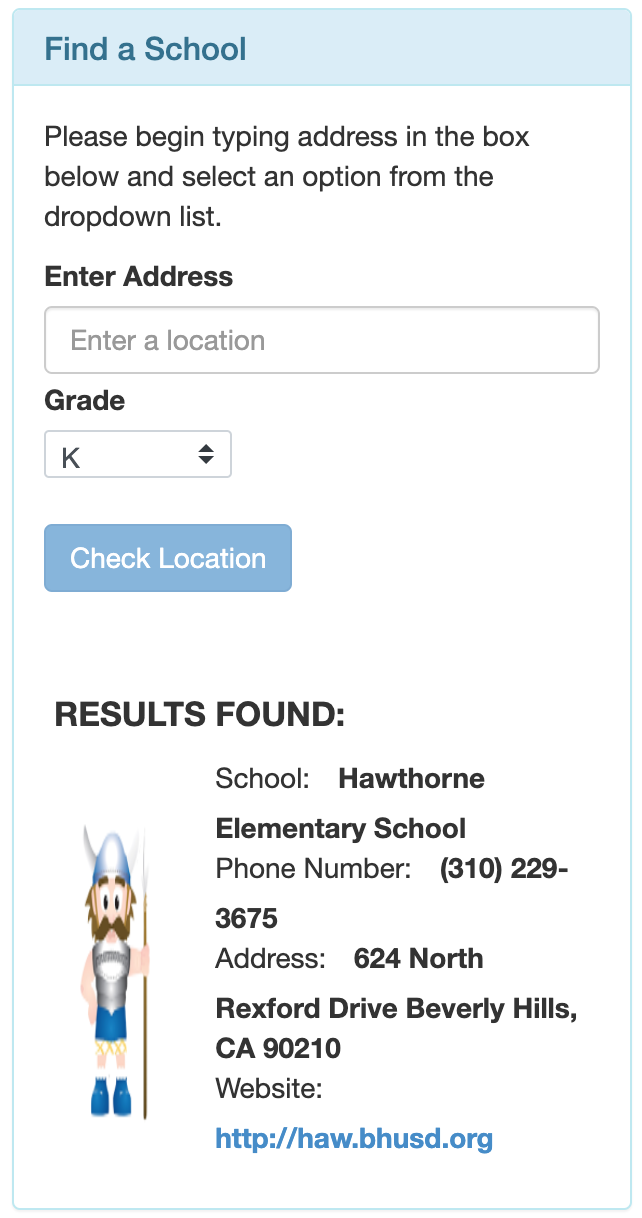 Find a School
Please begin typing address in the box
below and select an option from the
dropdown list.
Enter Address
Enter a location
Grade
K
Check Location
RESULTS FOUND:
School: Hawthorne
Elementary School
Phone Number: (310) 229-
3675
Address: 624 North
Rexford Drive Beverly Hills,
CA 90210
Website:
http://haw.bhusd.org